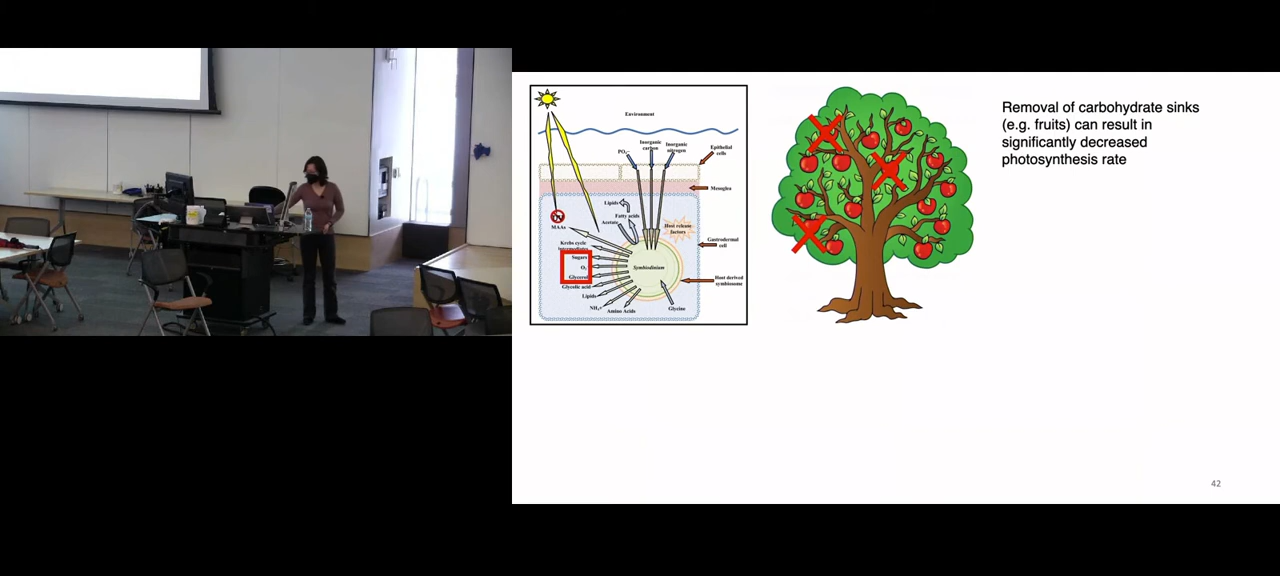 Environment
PO₄⁻
Inorganic
carbon
Inorganic
nitrogen
Epithelial
cells
Mesoglea
Lipids
Fatty acids
Acetate
MAAs
Host release
factors
Krebs cycle
intermediates
Sugars
O₂
Glycerol
Glycolic acid
Lipids
NH₄+
Amino Acids
Symbiodinium
Glycine
Gastrodermal
cell
Host derived
symbiosome
Removal of carbohydrate sinks
(e.g. fruits) can result in
significantly decreased
photosynthesis rate
42